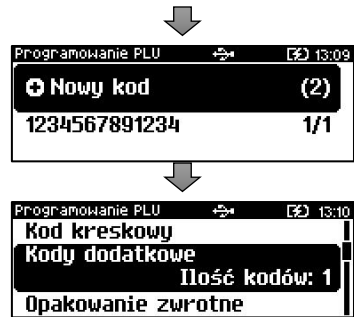 Programowanie PLU 13:09
Nowy kod (2)
1234567891234 1/1
Programowanie PLU 13:10
Kod kreskowy
Kody dodatkowe
Ilość kodów: 1
Opakowanie zwrotne